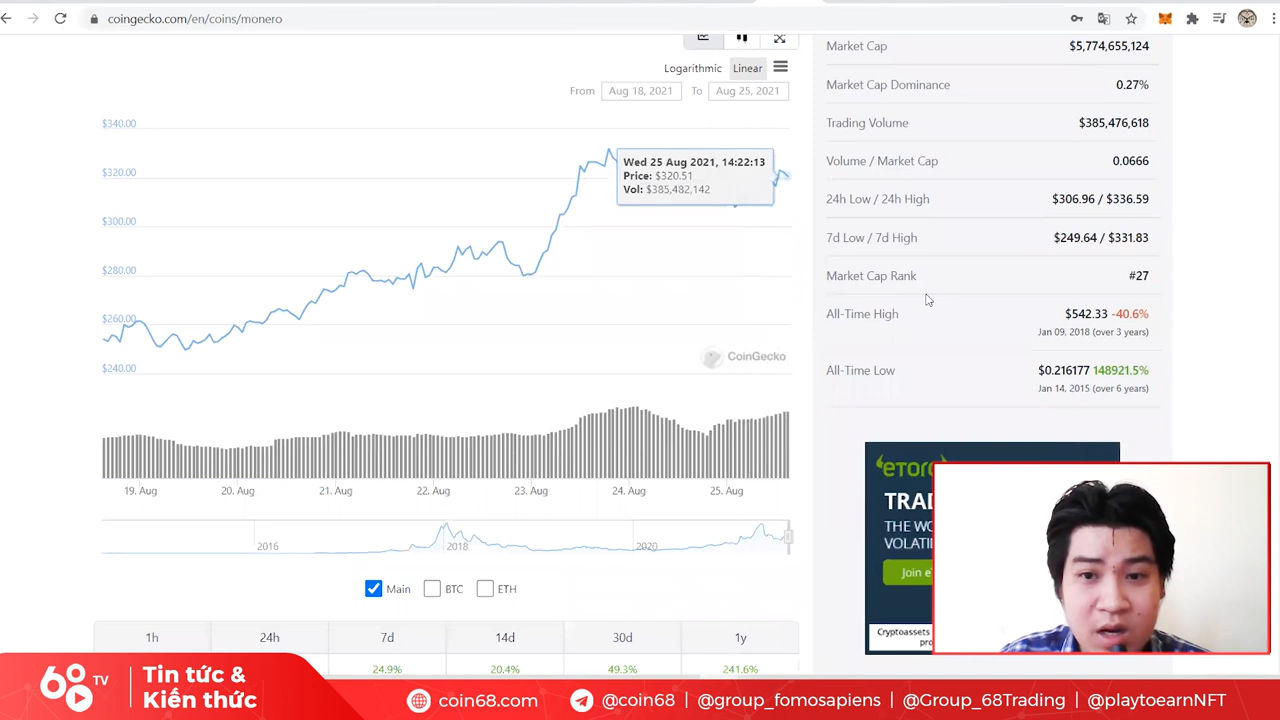 coingecko.com/en/coins/monero
Logarithmic Linear
From Aug 18, 2021 To Aug 25, 2021
$340.00
$320.00
$300.00
$280.00
$260.00
$240.00
Wed 25 Aug 2021, 14:22:13
Price: $320.51
Vol: $385,482,142
CoinGecko
19. Aug 20. Aug 21. Aug 22. Aug 23. Aug 24. Aug 25. Aug
2016 2018 2020
Main BTC ETH
1h 24h 7d 14d 30d 1y
24.9% 20.4% 49.3% 241.6%
Market Cap $5,774,655,124
Market Cap Dominance 0.27%
Trading Volume $385,476,618
Volume / Market Cap 0.0666
24h Low / 24h High $306.96 / $336.59
7d Low / 7d High $249.64 / $331.83
Market Cap Rank #27
All-Time High $542.33 -40.6%
Jan 09, 2018 (over 3 years)
All-Time Low $0.216177 148921.5%
Jan 14, 2015 (over 6 years)
eTORO
THE
Join
Cryptoassets
68 TV
Tin tức &
Kiến thức
coin68.com @coin68 | @group_fomosapiens | @Group_68Trading | @playtoearnNFT